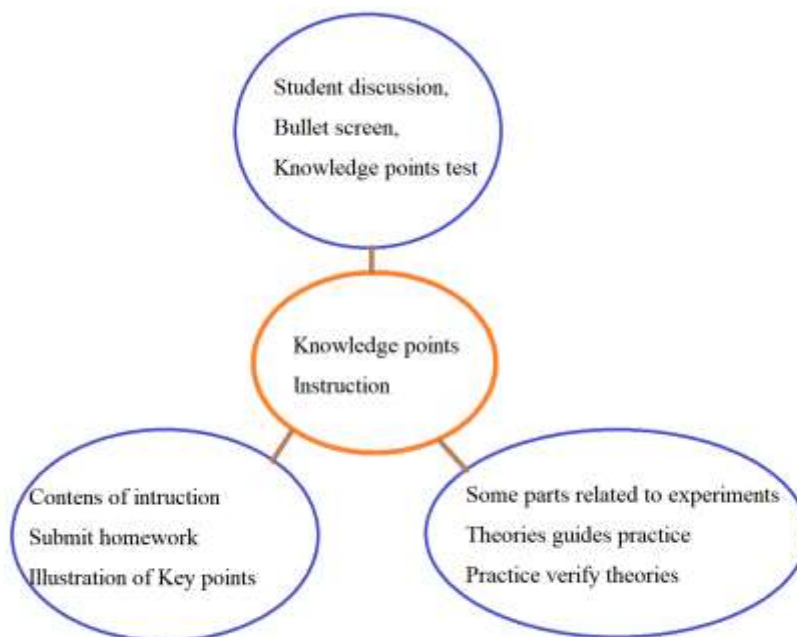 Student discussion,
Bullet screen,
Knowledge points test
Knowledge points
Instruction
Contens of intruction
Submit homework
Illustration of Key points
Some parts related to experiments
Theories guides practice
Practice verify theories